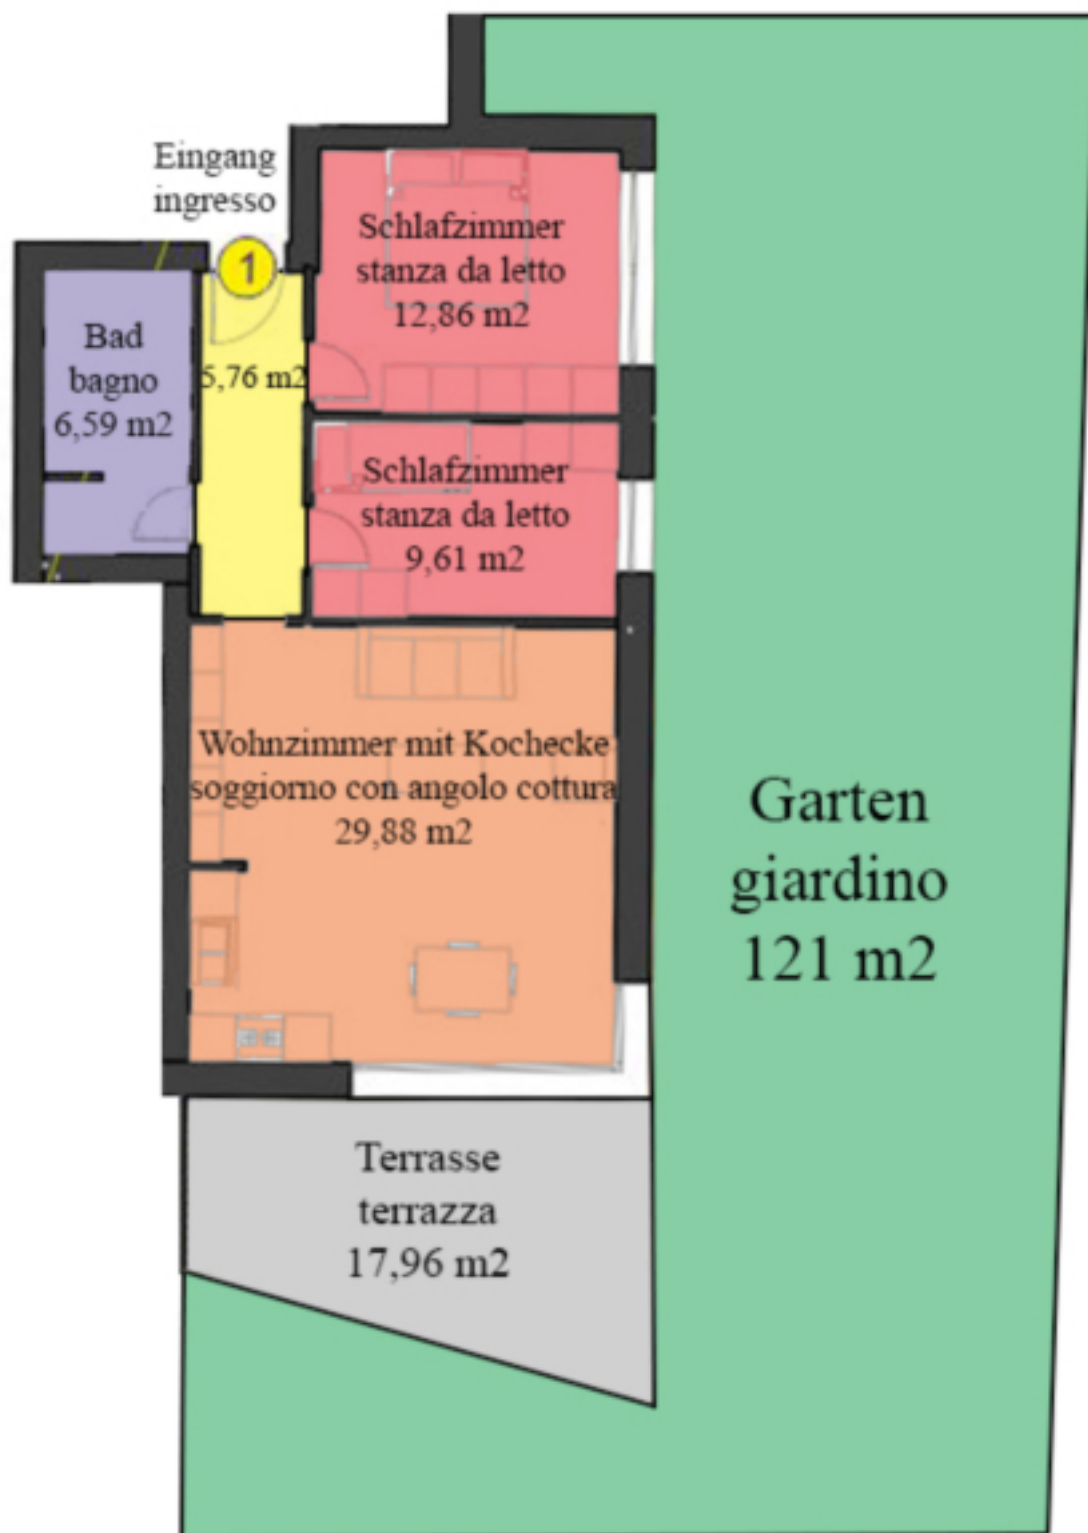 Eingang
ingresso
1
Schlafzimmer
stanza da letto
12,86 m2
Bad
bagno
6,59 m2
5,76 m2
Schlafzimmer
stanza da letto
9,61 m2
Wohnzimmer mit Kochecke
soggiorno con angolo cottura
29,88 m2
Garten
giardino
121 m2
Terrasse
terrazza
17,96 m2